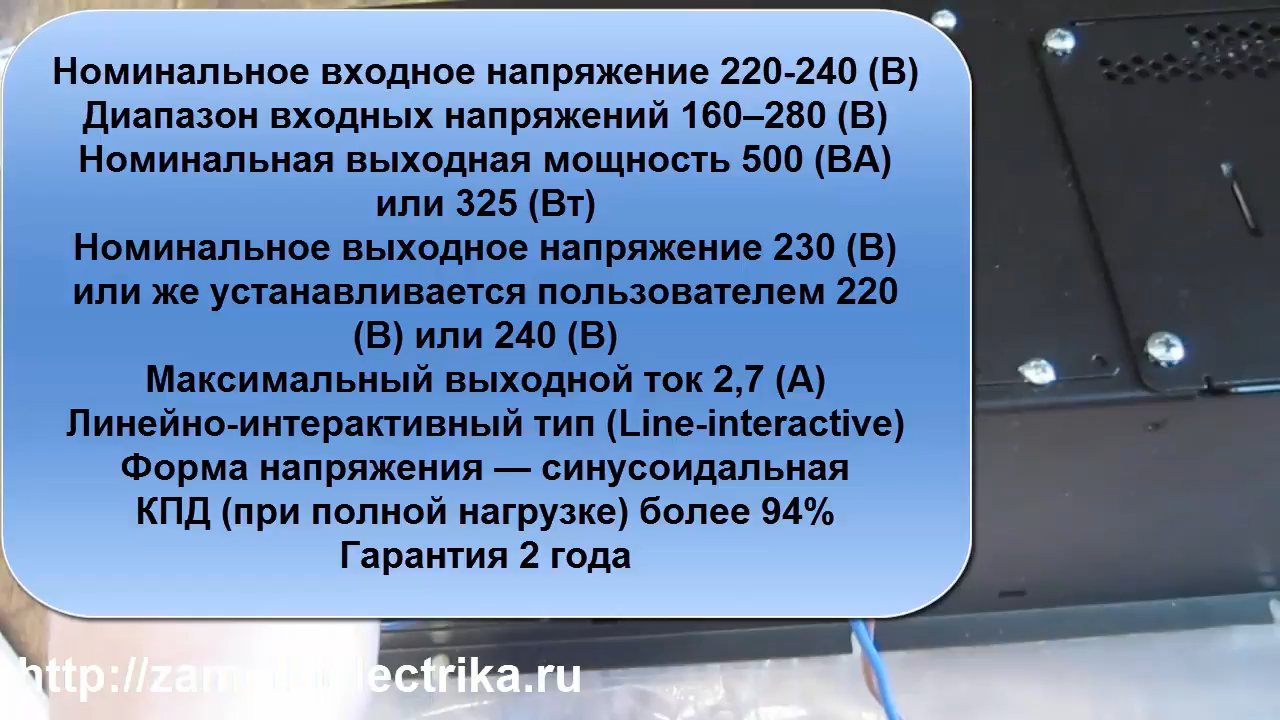 Номинальное входное напряжение 220-240 (В)
Диапазон входных напряжений 160–280 (В)
Номинальная выходная мощность 500 (ВА)
или 325 (Вт)
Номинальное выходное напряжение 230 (В)
или же устанавливается пользователем 220
(В) или 240 (В)
Максимальный выходной ток 2,7 (А)
Линейно-интерактивный тип (Line-interactive)
Форма напряжения — синусоидальная
КПД (при полной нагрузке) более 94%
Гарантия 2 года